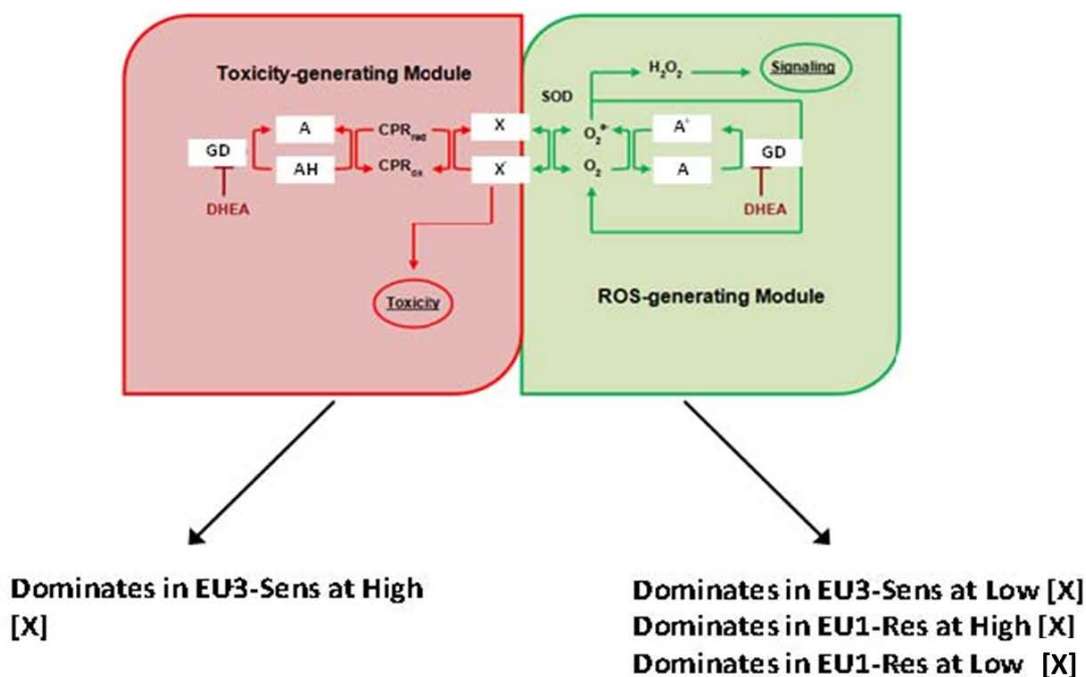 Toxicity-generating Module
GD
DHEA
A
AH
CPRred
CPRox
X
X
Toxicity
SOD
H2O2
Signaling
O2•-
O2
A+
A
GD
DHEA
ROS-generating Module
Dominates in EU3-Sens at High
[X]
Dominates in EU3-Sens at Low [X]
Dominates in EU1-Res at High [X]
Dominates in EU1-Res at Low [X]